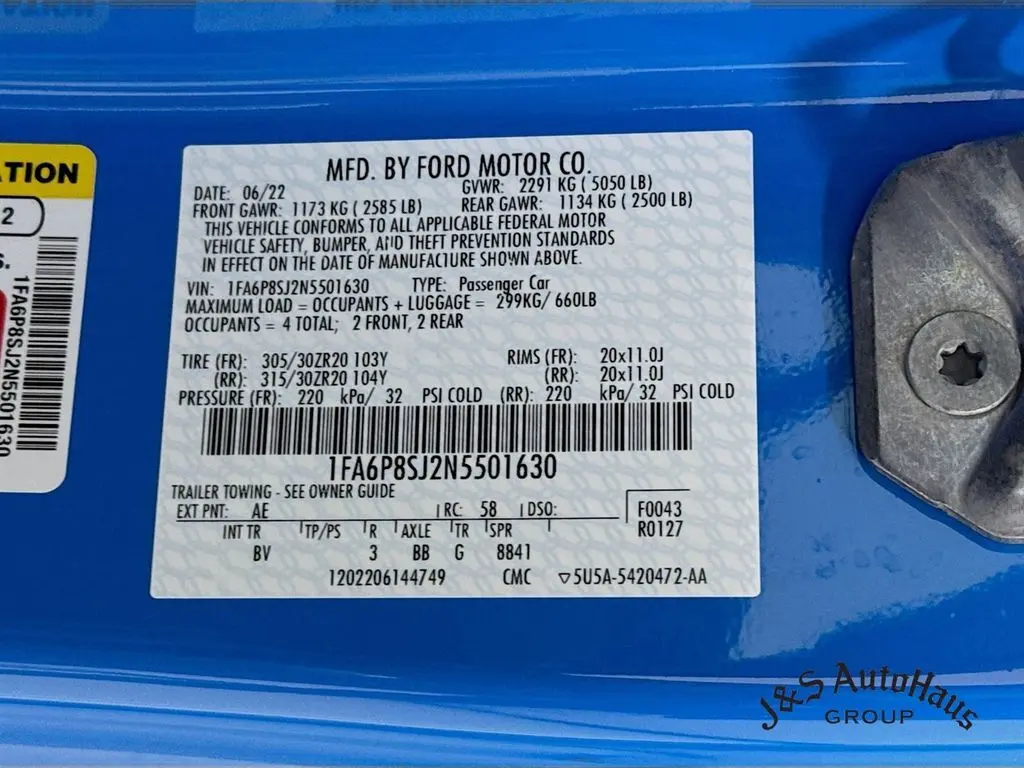 ATION
2
S.
1FA6P8SJ2N5501630
MFD. BY FORD MOTOR CO.
DATE: 06/22 GVWR: 2291 KG ( 5050 LB)
FRONT GAWR: 1173 KG ( 2585 LB) REAR GAWR: 1134 KG ( 2500 LB)
THIS VEHICLE CONFORMS TO ALL APPLICABLE FEDERAL MOTOR
VEHICLE SAFETY, BUMPER, AND THEFT PREVENTION STANDARDS
IN EFFECT ON THE DATE OF MANUFACTURE SHOWN ABOVE.
VIN: 1FA6P8SJ2N5501630 TYPE: Passenger Car
MAXIMUM LOAD = OCCUPANTS + LUGGAGE = 299KG/ 660LB
OCCUPANTS = 4 TOTAL; 2 FRONT, 2 REAR
TIRE (FR): 305/30ZR20 103Y RIMS (FR): 20x11.0J
(RR): 315/30ZR20 104Y (RR): 20x11.0J
PRESSURE (FR): 220 kPa/ 32 PSI COLD (RR): 220 kPa/ 32 PSI COLD
1FA6P8SJ2N5501630
TRAILER TOWING - SEE OWNER GUIDE
EXT PNT: AE RC: 58 DSO: F0043
INT TR TP/PS R AXLE TR SPR R0127
BV 3 BB G 8841
1202206144749 CMC ▽5U5A-5420472-AA
J&S AutoHaus
GROUP